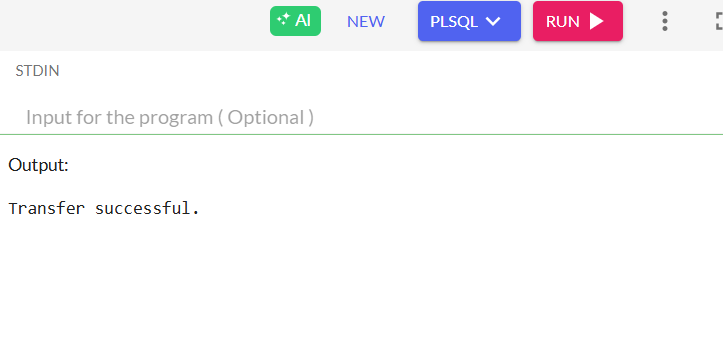 AI NEW PLSQL RUN
STDIN
Input for the program ( Optional )
Output:
Transfer successful.